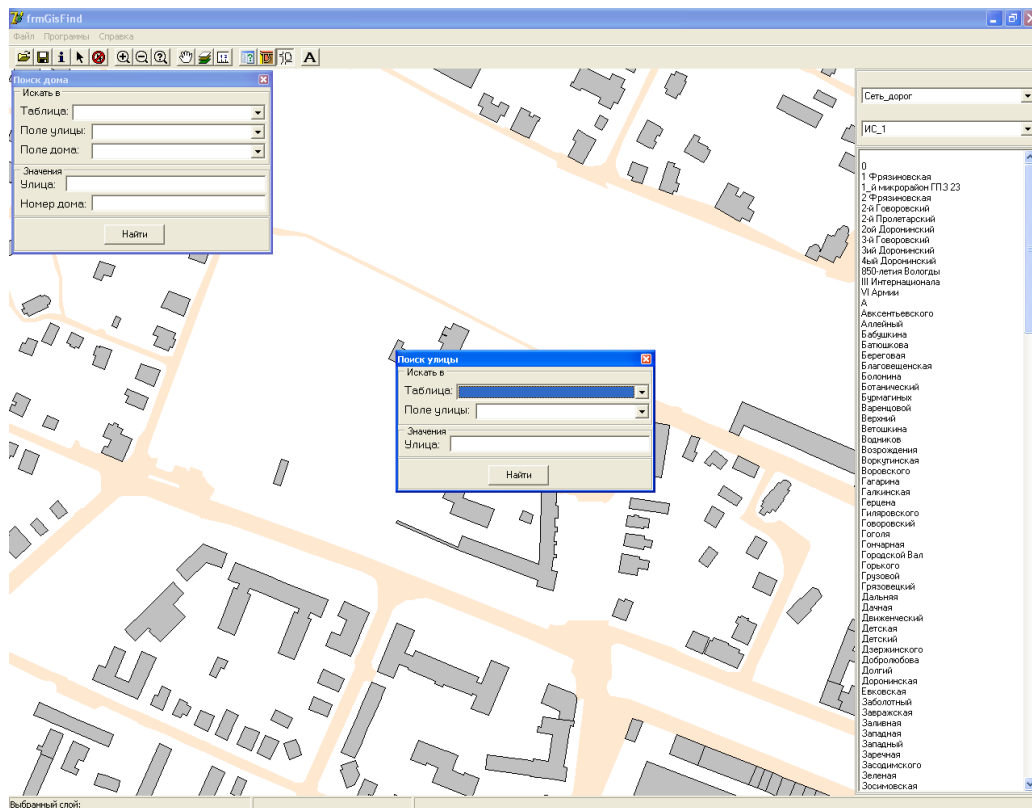 frmGisFind
Файл Программы Справка
Поиск дома
Искать в
Таблица:
Поле улицы:
Поле дома:
Значения
Улица:
Номер дома:
Найти
Поиск улицы
Искать в
Таблица:
Поле улицы:
Значения
Улица:
Найти
Сеть_дорог
ИС_1
0
1 Фрязиновская
1_й микрорайон ГПЗ 23
2 Фрязиновская
2-й Говоровский
2-й Пролетарский
2ой Доронинский
3-й Говоровский
3ий Доронинский
4ый Доронинский
850-летия Вологды
III Интернационала
VI Армии
А
Авксентьевского
Аллейный
Бабушкина
Батюшкова
Береговая
Благовещенская
Болонина
Ботанический
Бурмагиных
Варенцовой
Верхний
Ветошкина
Водников
Возрождения
Воркутинская
Воровского
Гагарина
Галкинская
Герцена
Гиляровского
Говоровский
Гоголя
Гончарная
Городской Вал
Горького
Грузовой
Грязовецкий
Дальняя
Дачная
Движенческий
Детская
Детский
Дзержинского
Добролюбова
Долгий
Доронинская
Евковская
Заболотный
Завражская
Заливная
Западная
Западный
Заречная
Засодимского
Зеленая
Зосимовская
Выбранный слой: